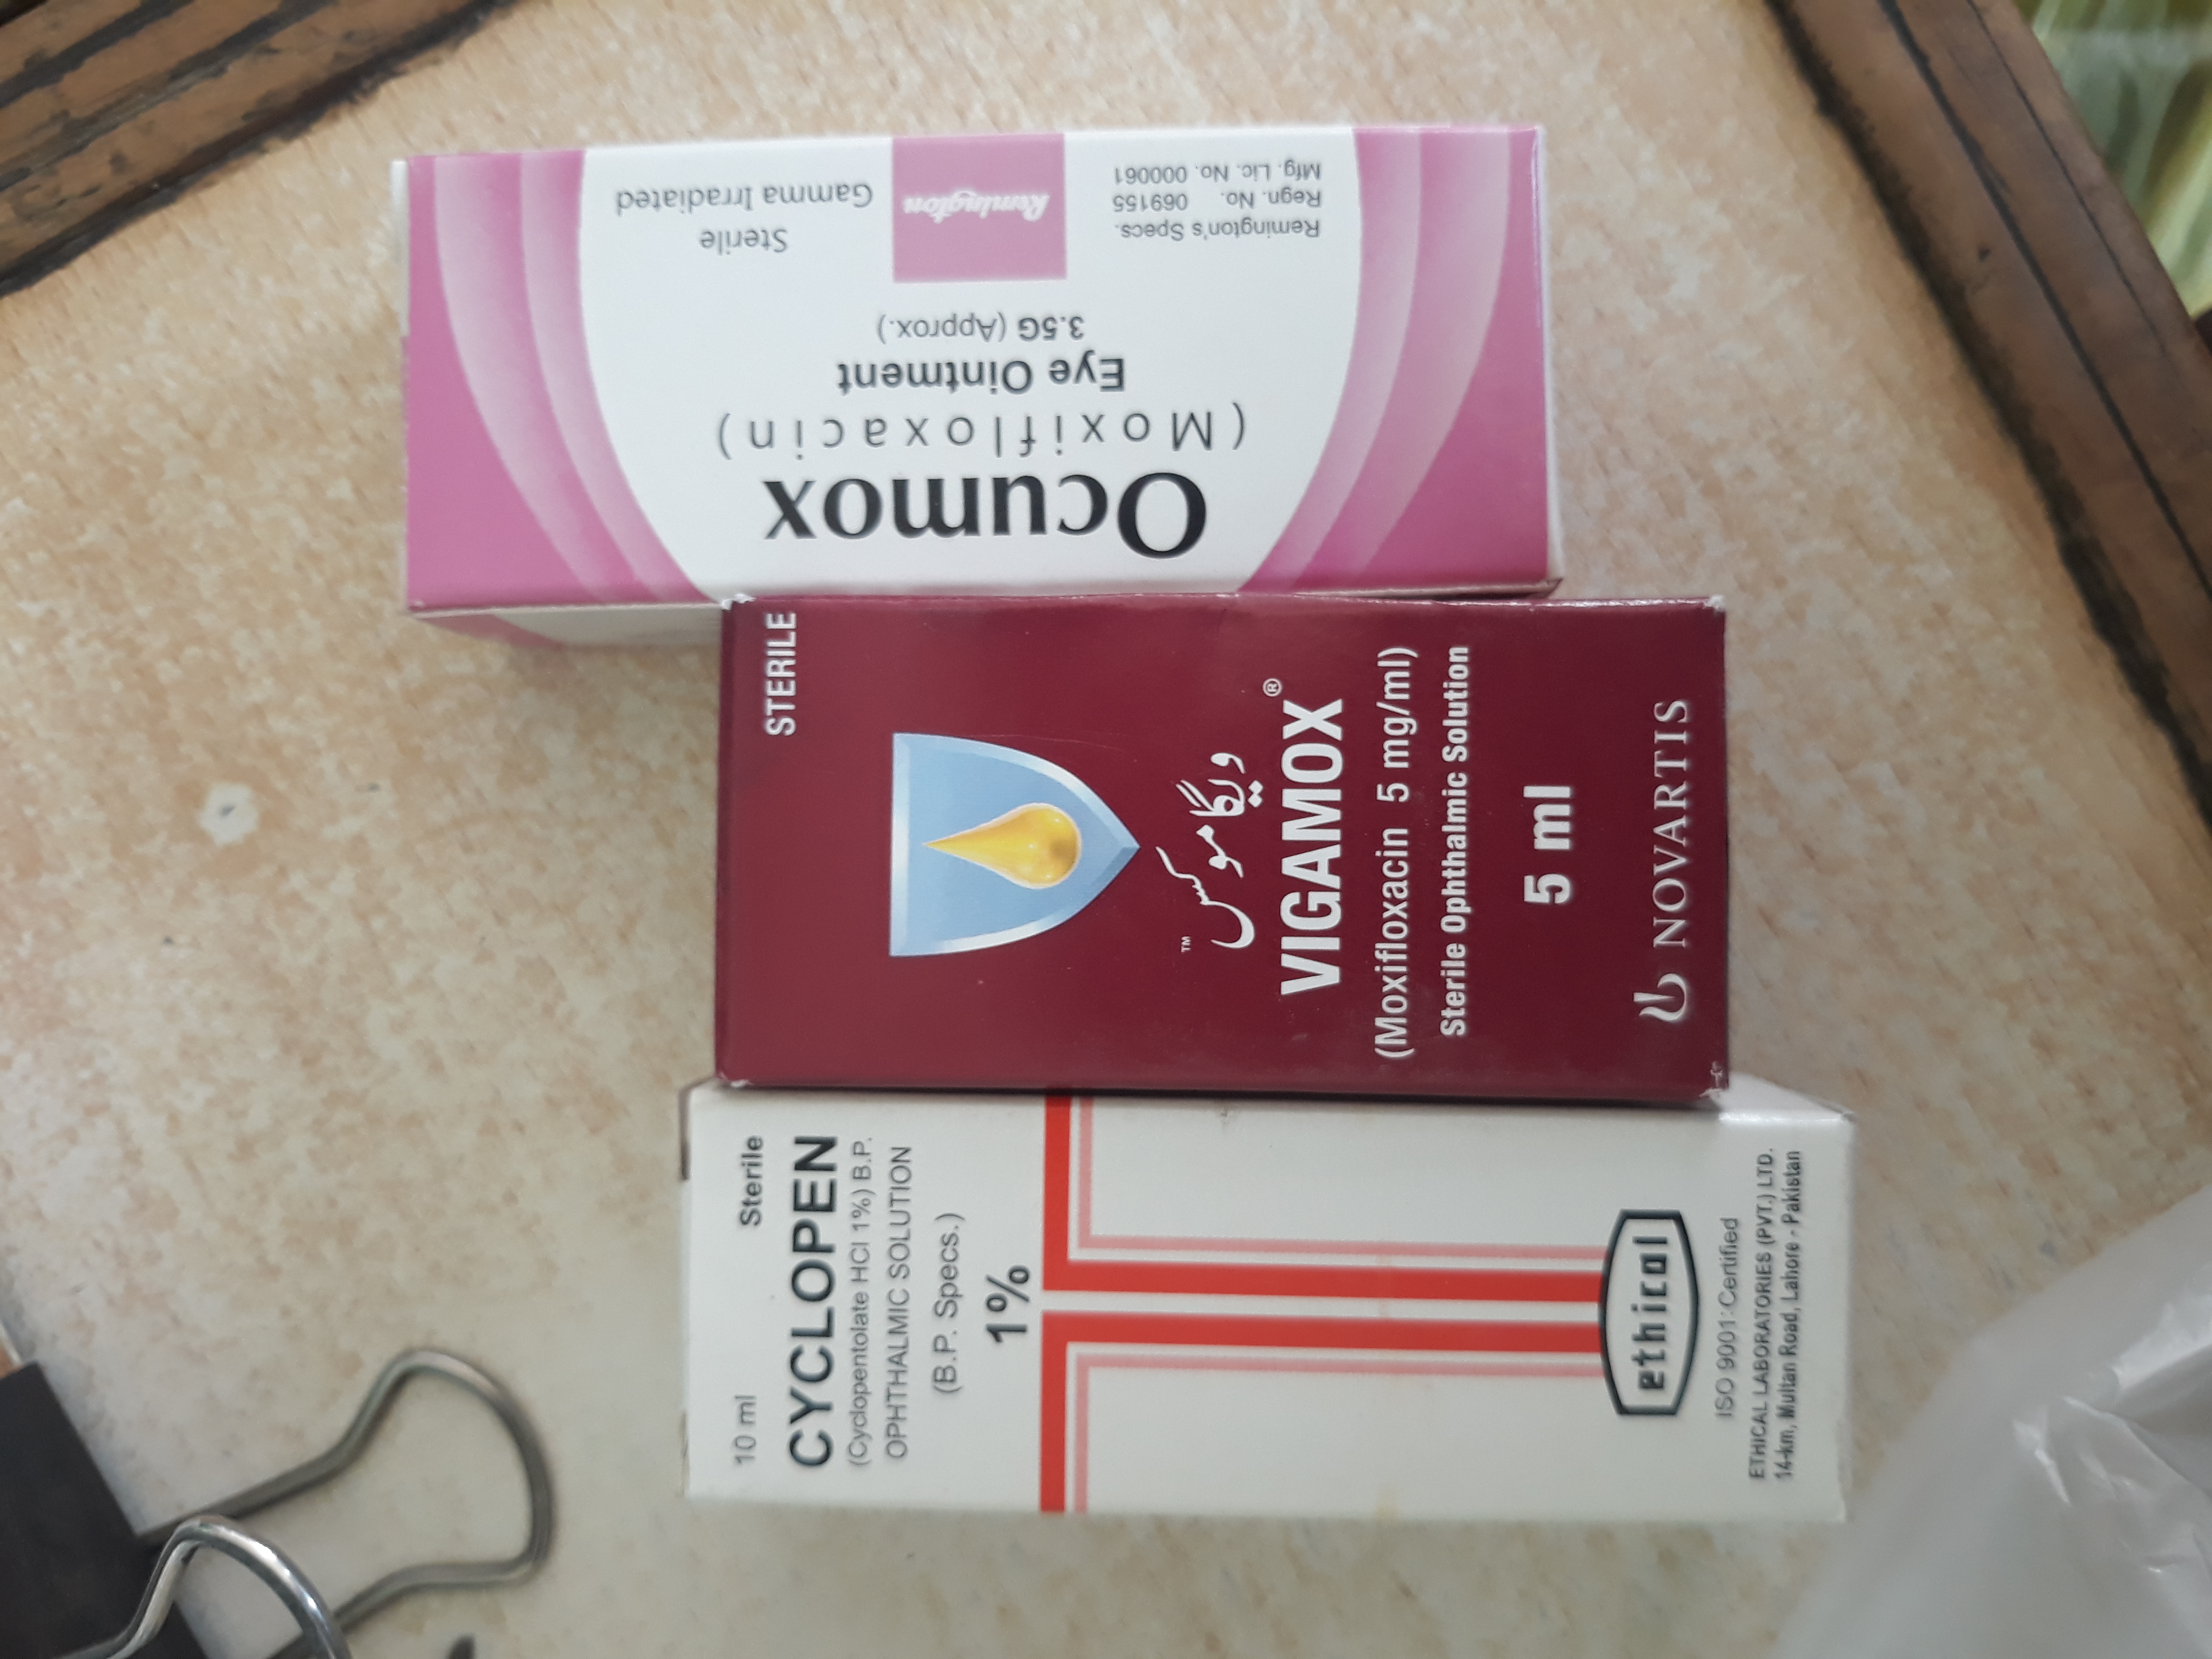 10 ml Sterile
CYCLOPEN
(Cyclopentolate HCl 1%) B.P.
OPHTHALMIC SOLUTION
(B.P. Specs.)
1%
ethical
ISO 9001:Certified
ETHICAL LABORATORIES (PVT.) LTD.
14-km, Multan Road, Lahore - Pakistan
STERILE
ویگاموکس™
VIGAMOX®
(Moxifloxacin 5 mg/ml)
Sterile Ophthalmic Solution
5 ml
NOVARTIS
Ocumox
(Moxifloxacin)
Eye Ointment
3.5G (Approx.)
Sterile
Gamma Irradiated
Remington
Remington's Specs.
Regn. No. 069155
Mfg. Lic. No. 000061